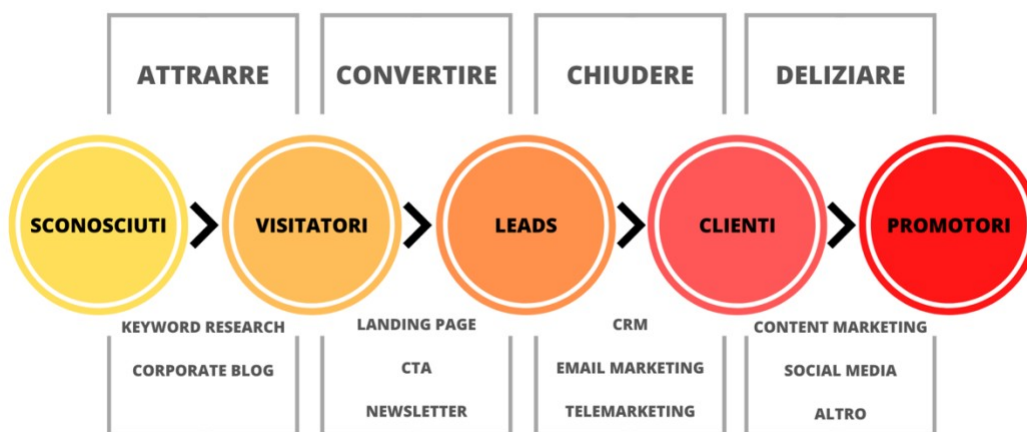 ATTRARRE
CONVERTIRE
CHIUDERE
DELIZIARE
SCONOSCIUTI
VISITATORI
LEADS
CLIENTI
PROMOTORI
KEYWORD RESEARCH
CORPORATE BLOG
LANDING PAGE
CTA
NEWSLETTER
CRM
EMAIL MARKETING
TELEMARKETING
CONTENT MARKETING
SOCIAL MEDIA
ALTRO